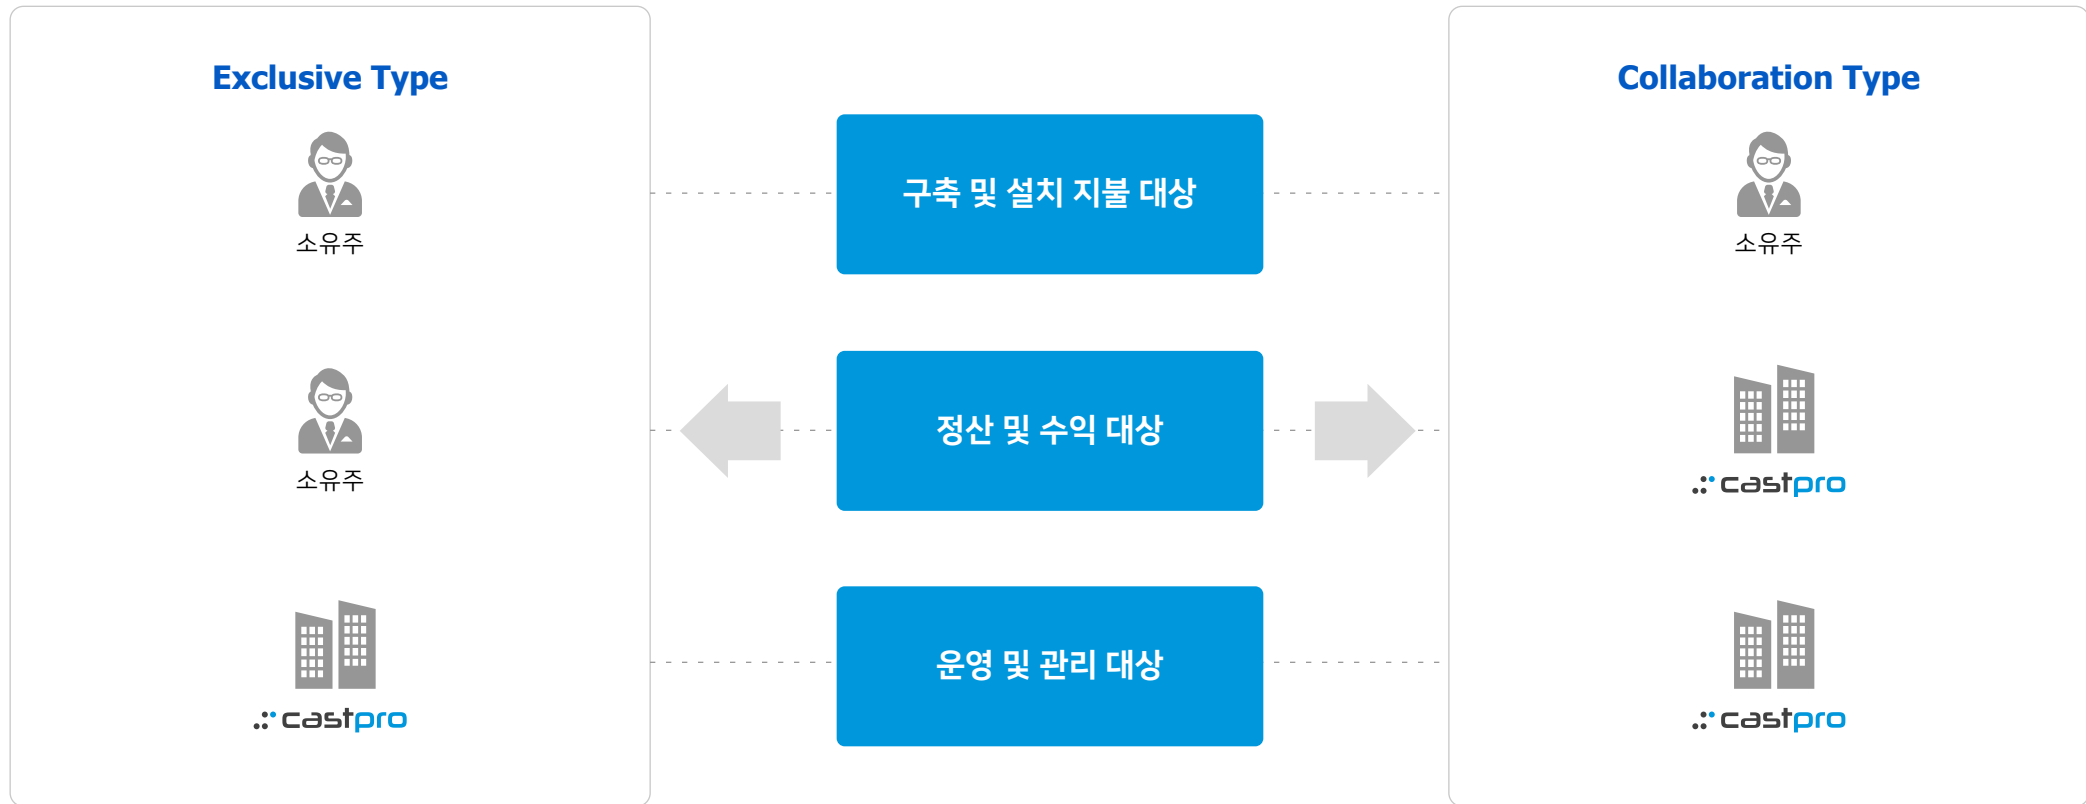 Exclusive Type
Collaboration Type
소유주
구축 및 설치 지불 대상
소유주
소유주
정산 및 수익 대상
castpro
castpro
운영 및 관리 대상
castpro